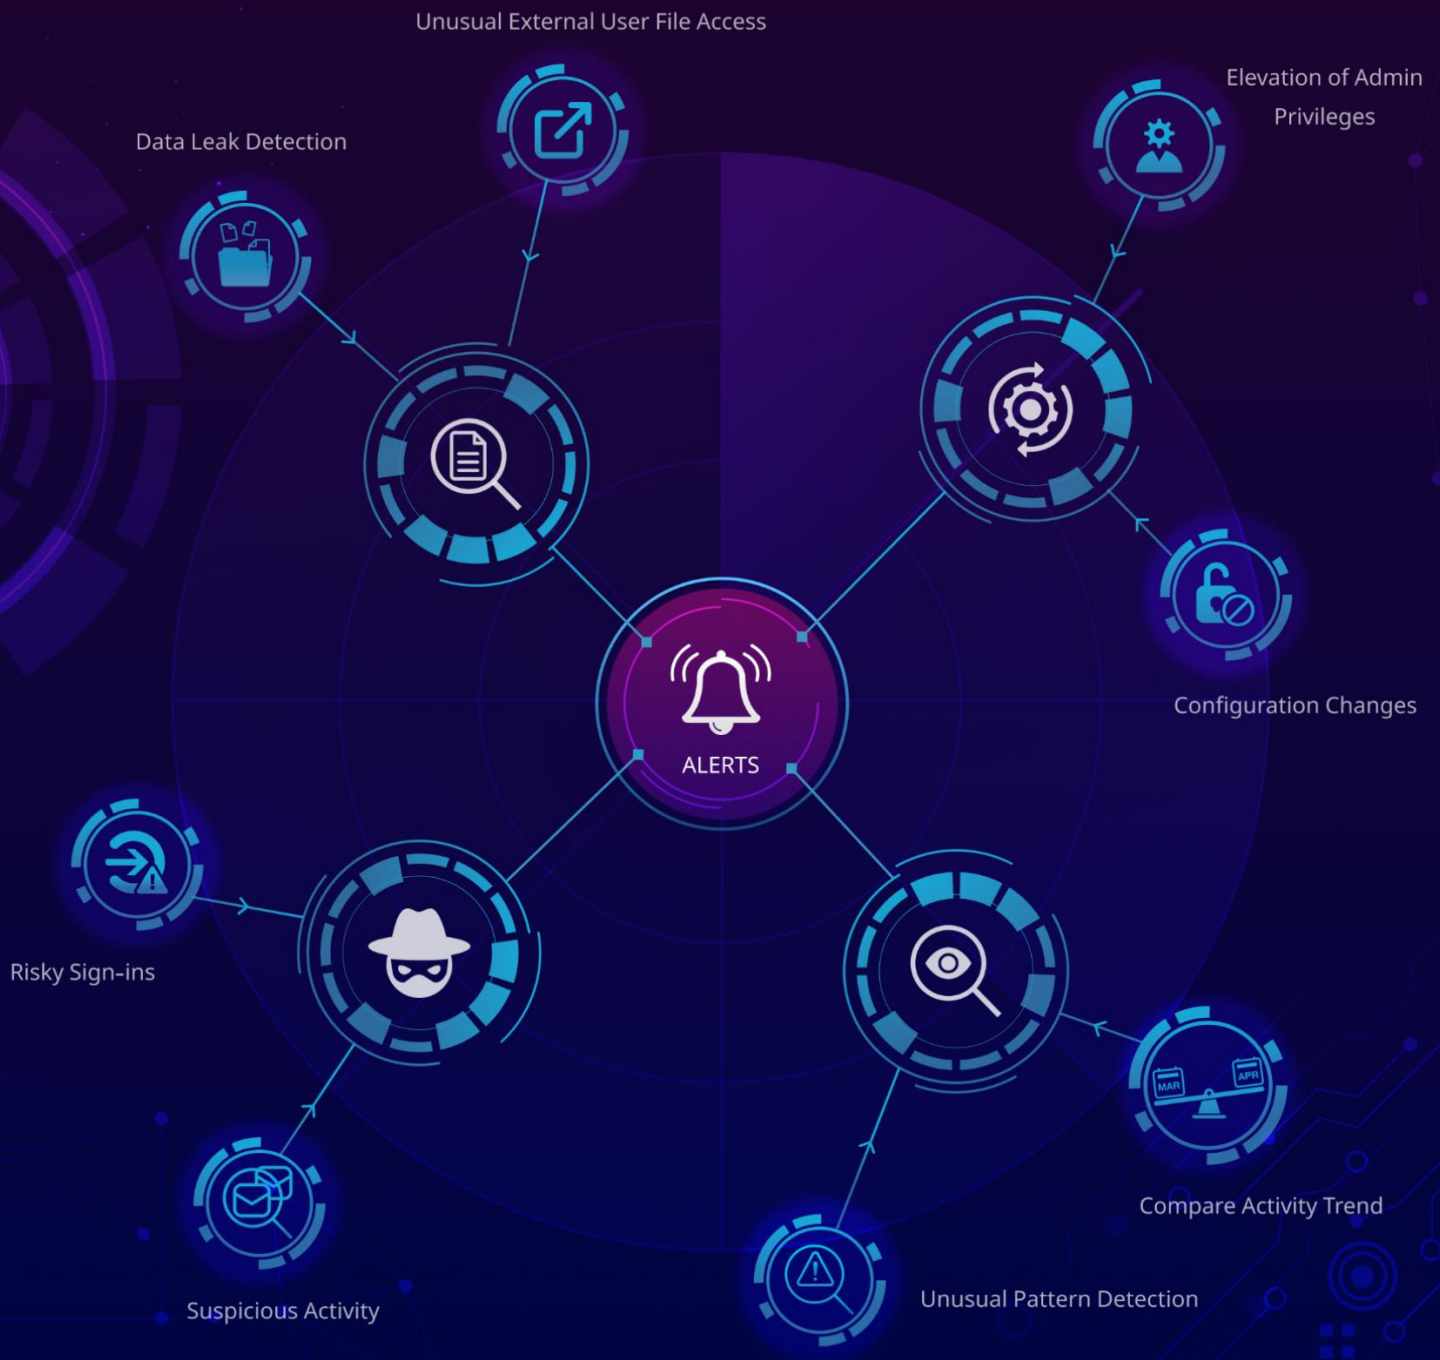 Unusual External User File Access
Elevation of Admin
Privileges
Data Leak Detection
Configuration Changes
ALERTS
Risky Sign-ins
MAR
APR
Compare Activity Trend
Unusual Pattern Detection
Suspicious Activity